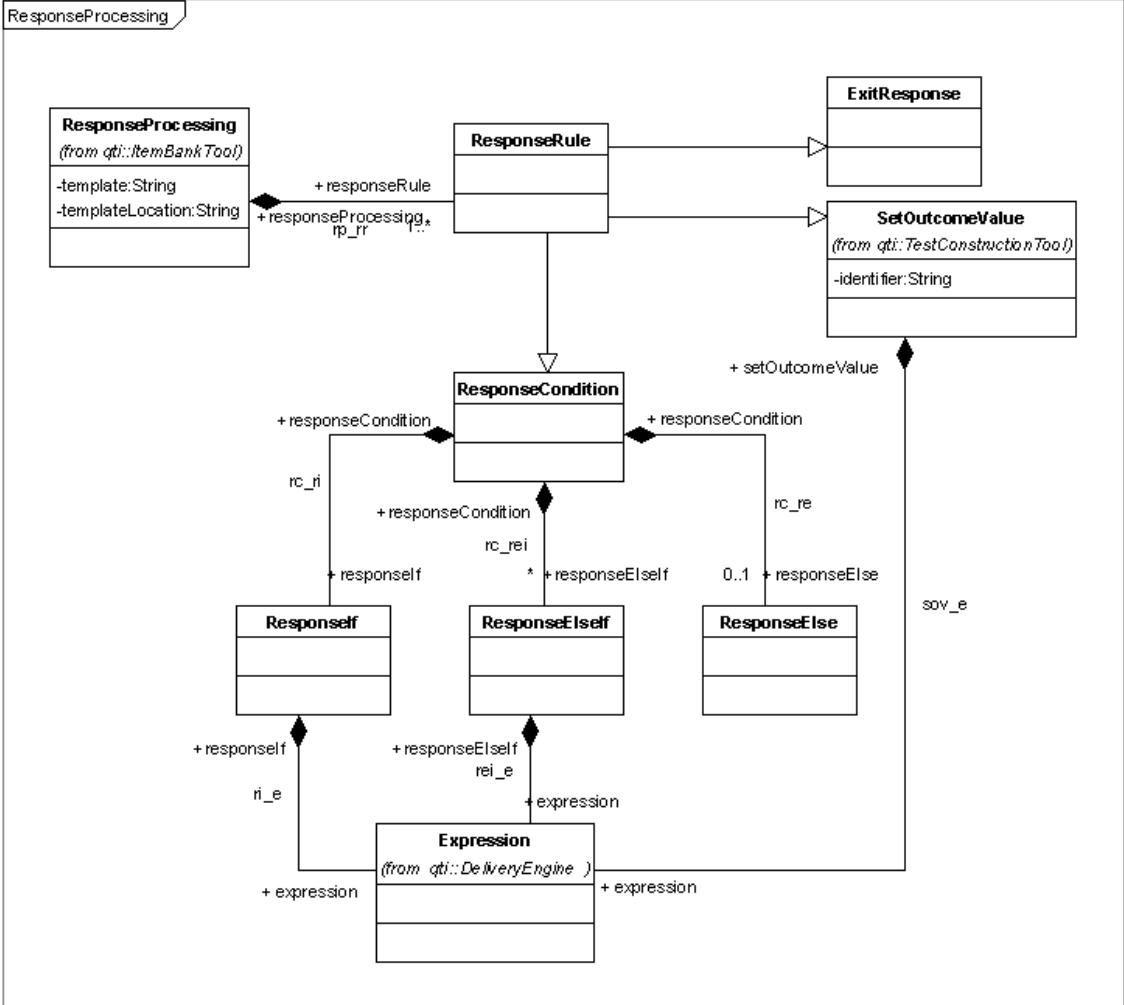 ResponseProcessing
ExitResponse
ResponseProcessing
(from qti::ItemBankTool)
-template:String
-templateLocation:String
ResponseRule
+ responseRule
+ responseProcessing
rp_rr
1..*
SetOutcomeValue
(from qti::TestConstructionTool)
-identifier:String
+ setOutcomeValue
ResponseCondition
+ responseCondition
+ responseCondition
rc_ri
+ responseCondition
rc_re
rc_rei
+ responseIf
* + responseElseIf
0..1 + responseElse
sov_e
ResponseIf
ResponseElseIf
ResponseElse
+ responseIf
+ responseElseIf
rei_e
ri_e
+ expression
Expression
(from qti::DeliveryEngine )
+ expression
+ expression